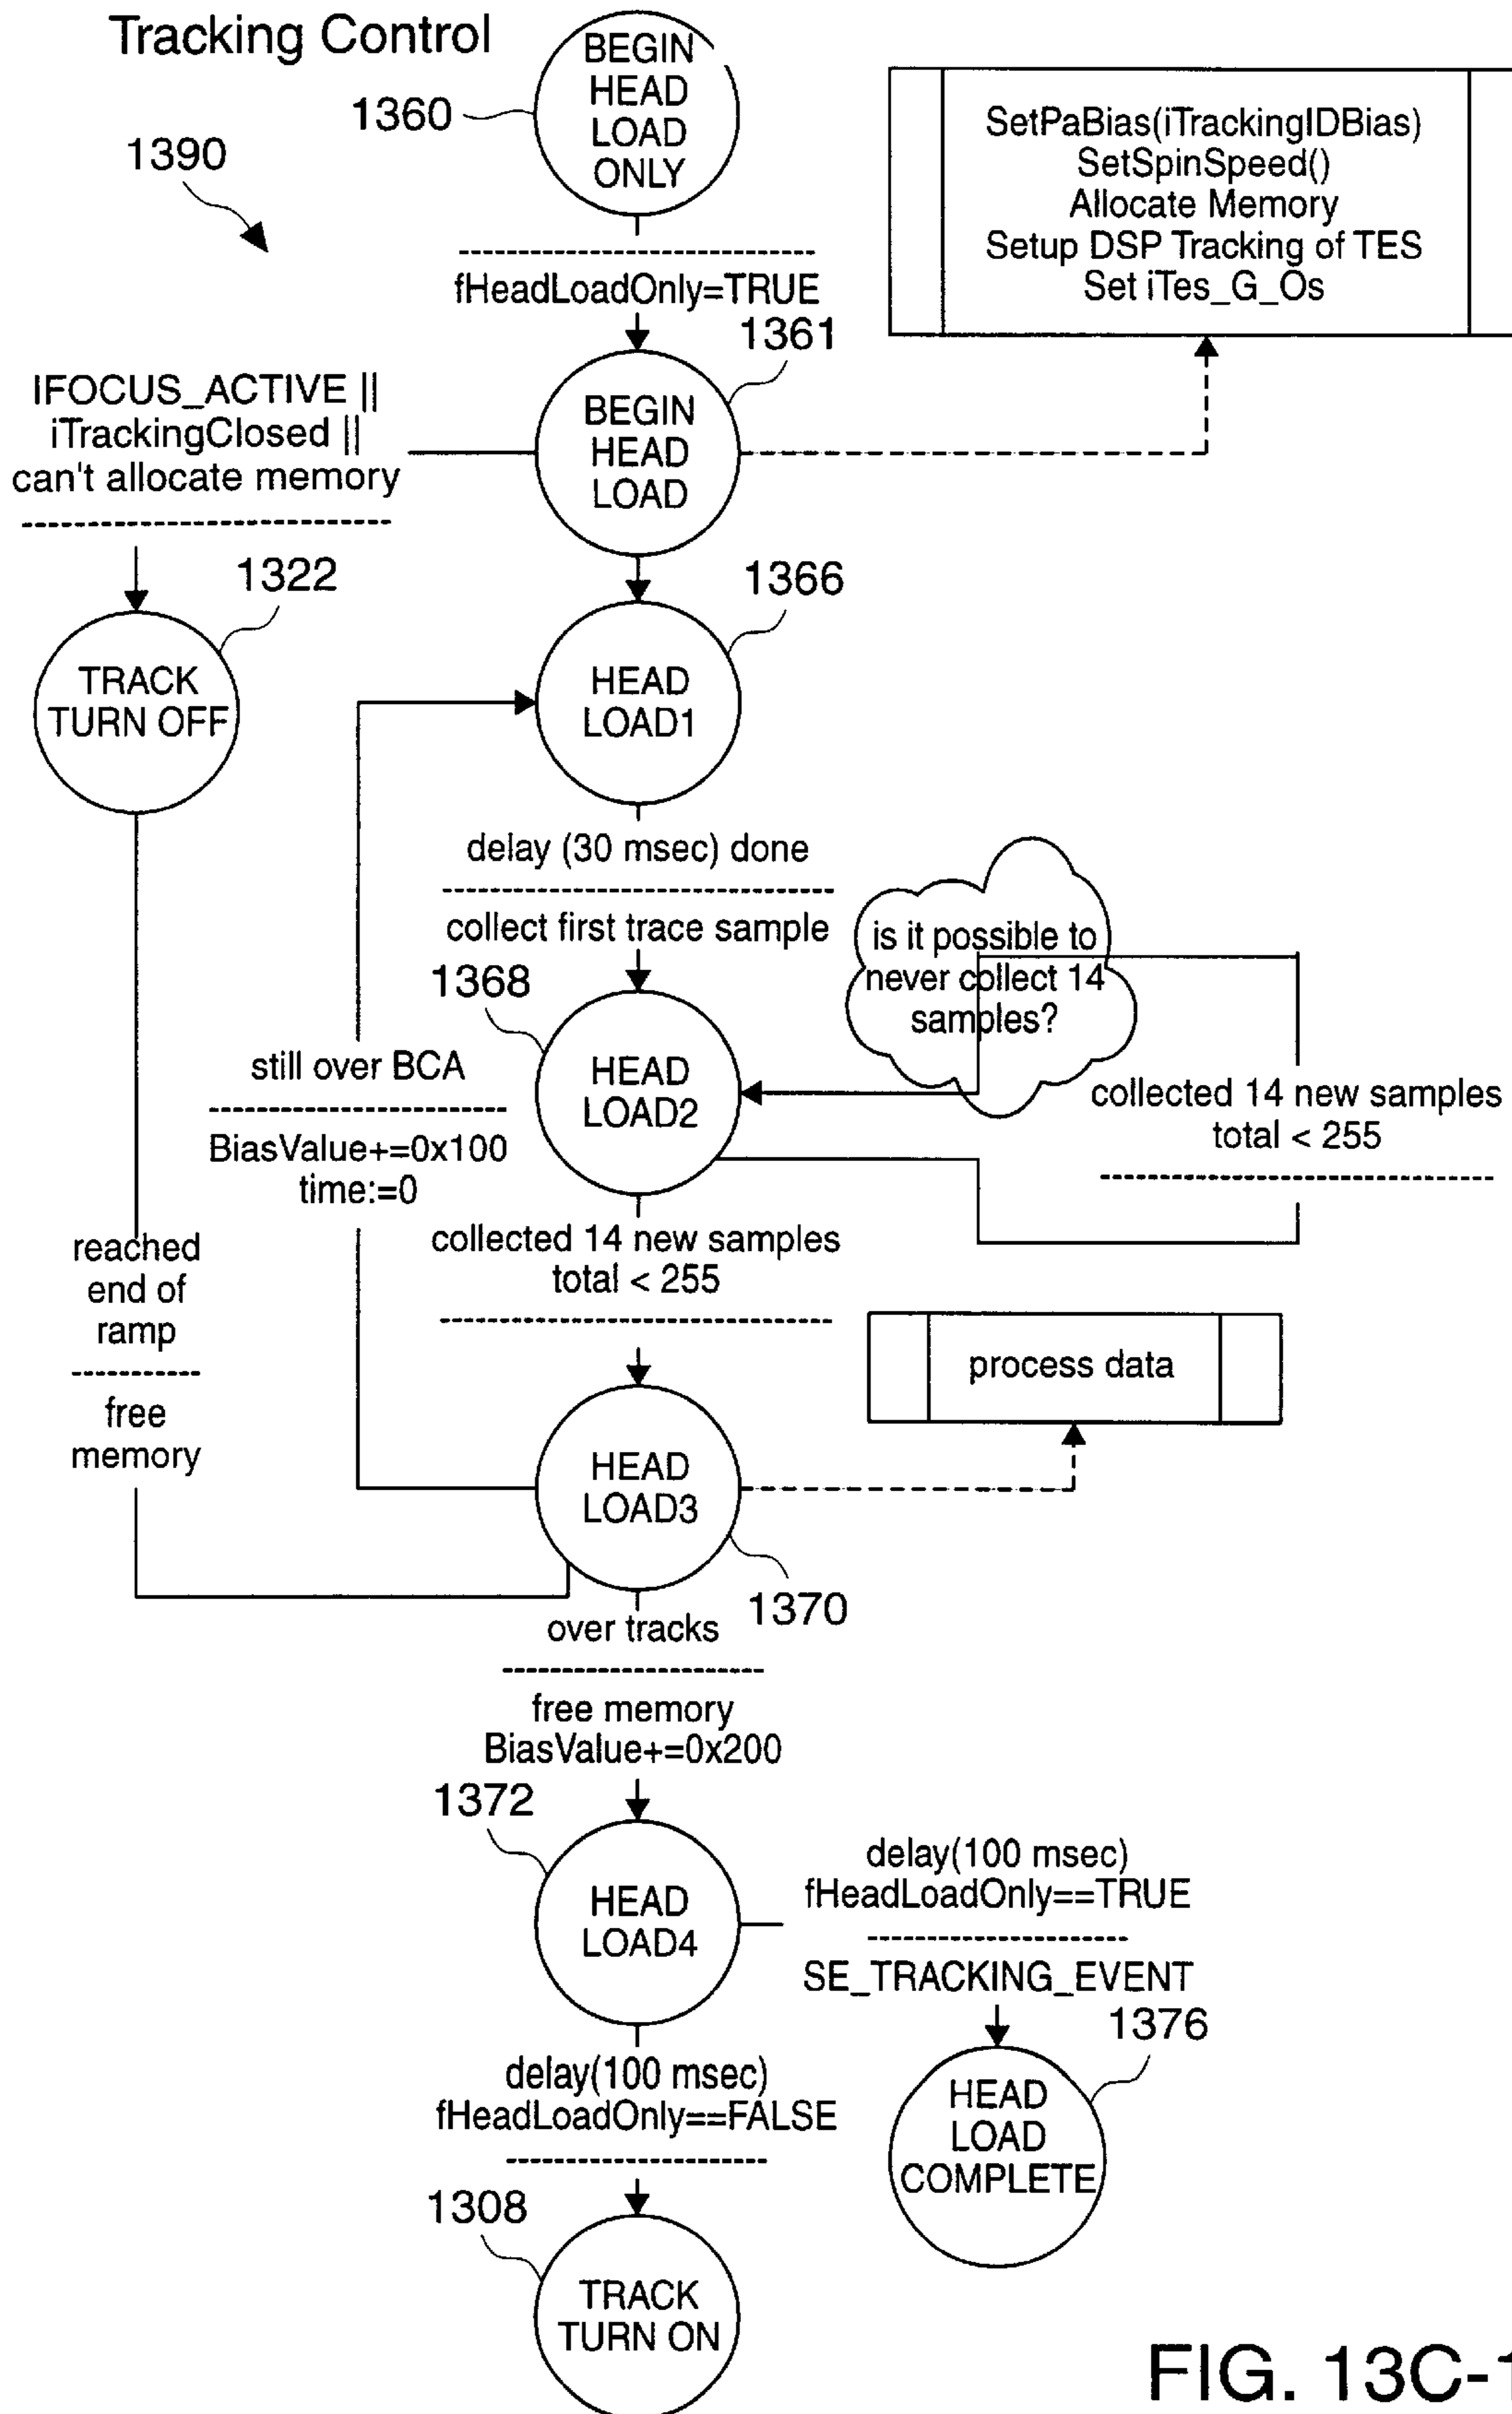 Tracking Control
1390
1360
BEGIN
HEAD
LOAD
ONLY
SetPaBias(iTrackingIDBias)
SetSpinSpeed()
Allocate Memory
Setup DSP Tracking of TES
Set iTes_G_Os
fHeadLoadOnly=TRUE
1361
BEGIN
HEAD
LOAD
IFOCUS_ACTIVE ||
iTrackingClosed ||
can't allocate memory
1322
TRACK
TURN OFF
1366
HEAD
LOAD1
delay (30 msec) done
collect first trace sample
is it possible to
never collect 14
samples?
1368
HEAD
LOAD2
collected 14 new samples
total < 255
still over BCA
BiasValue+=0x100
time:=0
collected 14 new samples
total < 255
reached
end of
ramp
free
memory
process data
HEAD
LOAD3
1370
over tracks
free memory
BiasValue+=0x200
1372
HEAD
LOAD4
delay(100 msec)
fHeadLoadOnly==TRUE
SE_TRACKING_EVENT
1376
HEAD
LOAD
COMPLETE
delay(100 msec)
fHeadLoadOnly==FALSE
1308
TRACK
TURN ON
FIG. 13C-1